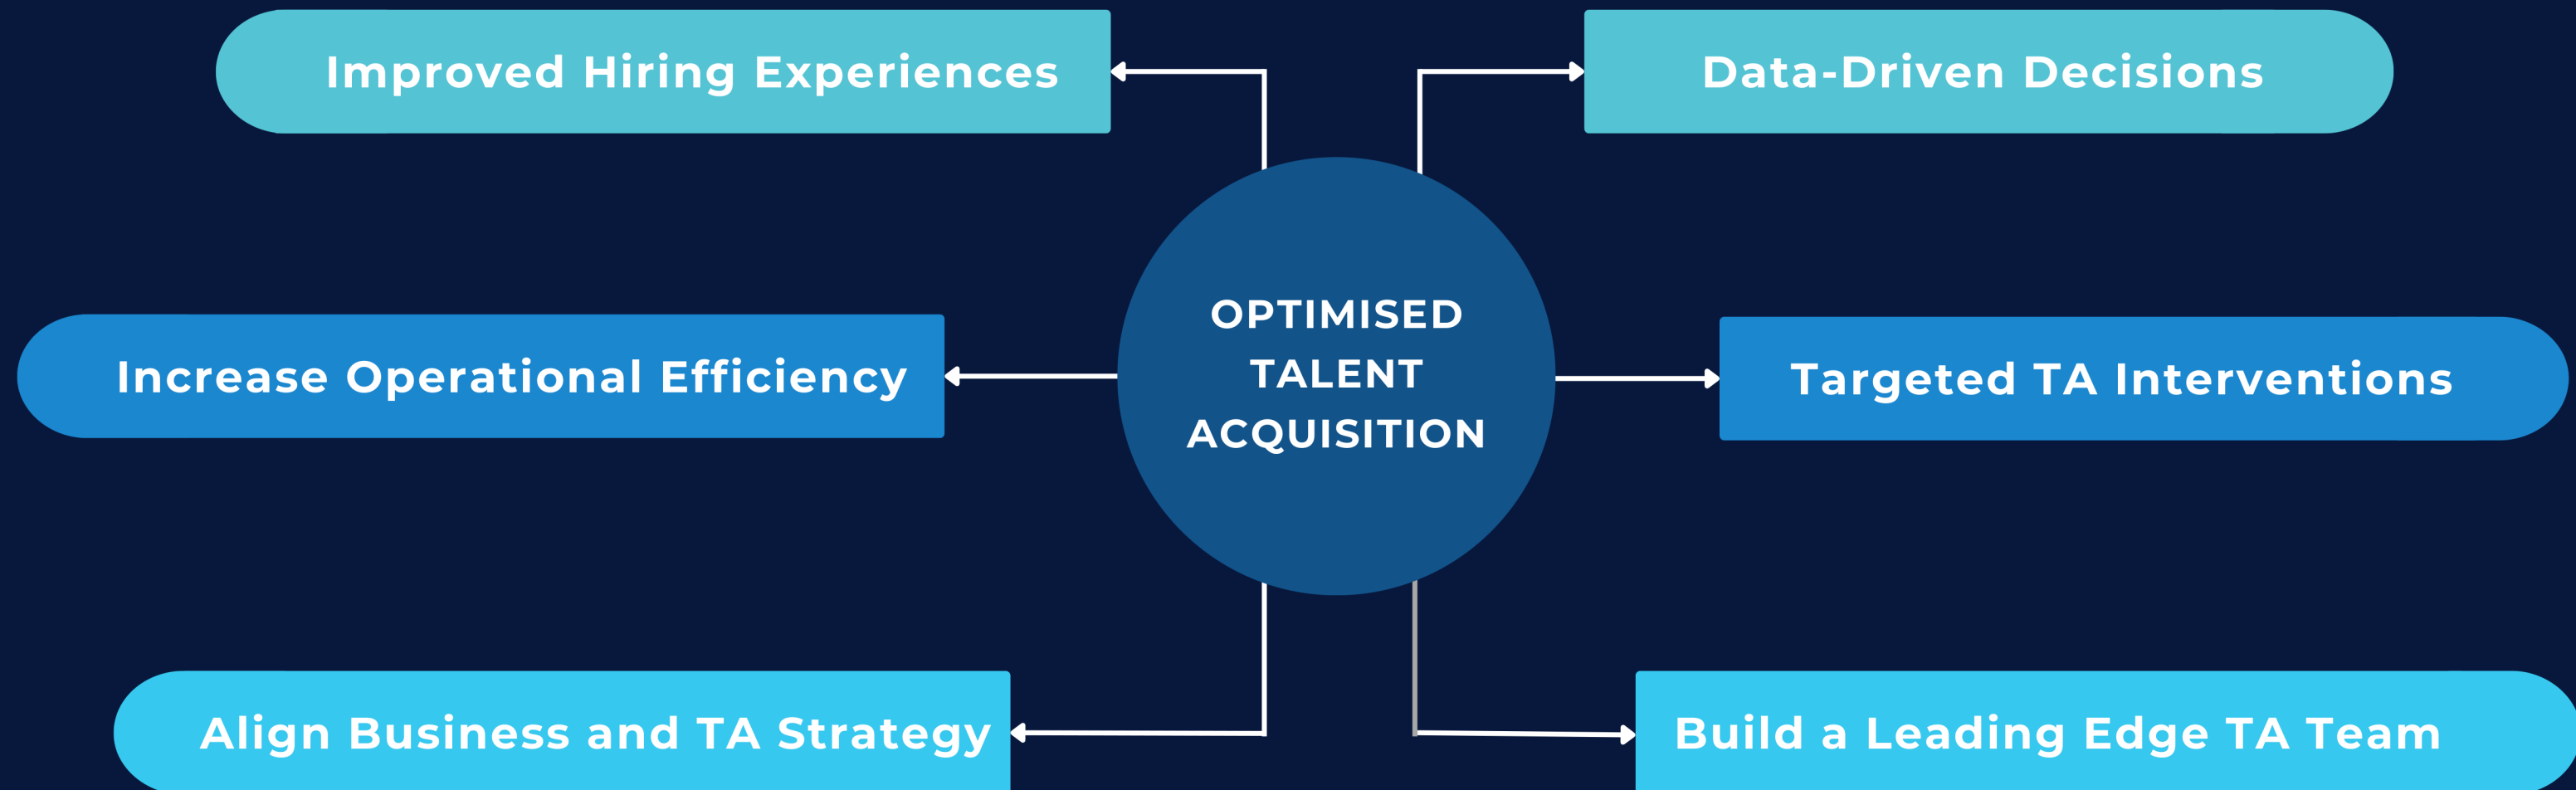 Improved Hiring Experiences
Data-Driven Decisions
OPTIMISED
TALENT
ACQUISITION
Increase Operational Efficiency
Targeted TA Interventions
Align Business and TA Strategy
Build a Leading Edge TA Team